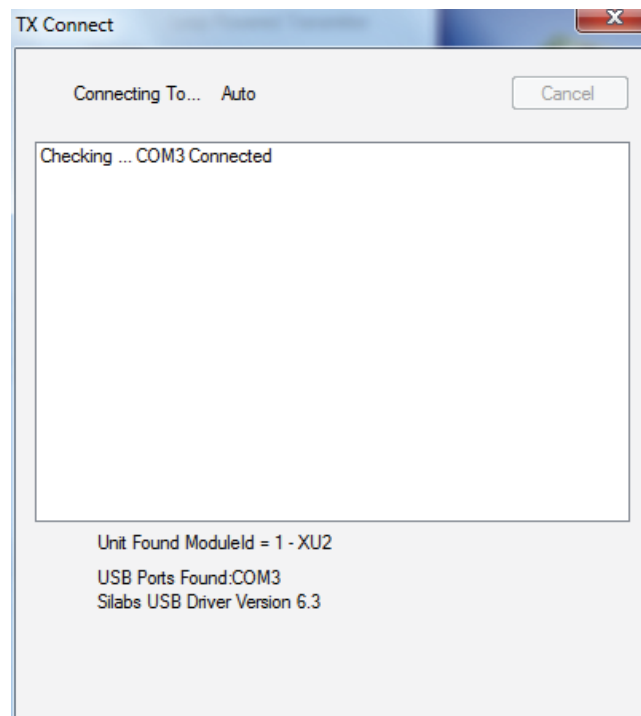 TX Connect
Connecting To... Auto
Cancel
Checking ... COM3 Connected
Unit Found ModuleId = 1 - XU2
USB Ports Found:COM3
Silabs USB Driver Version 6.3